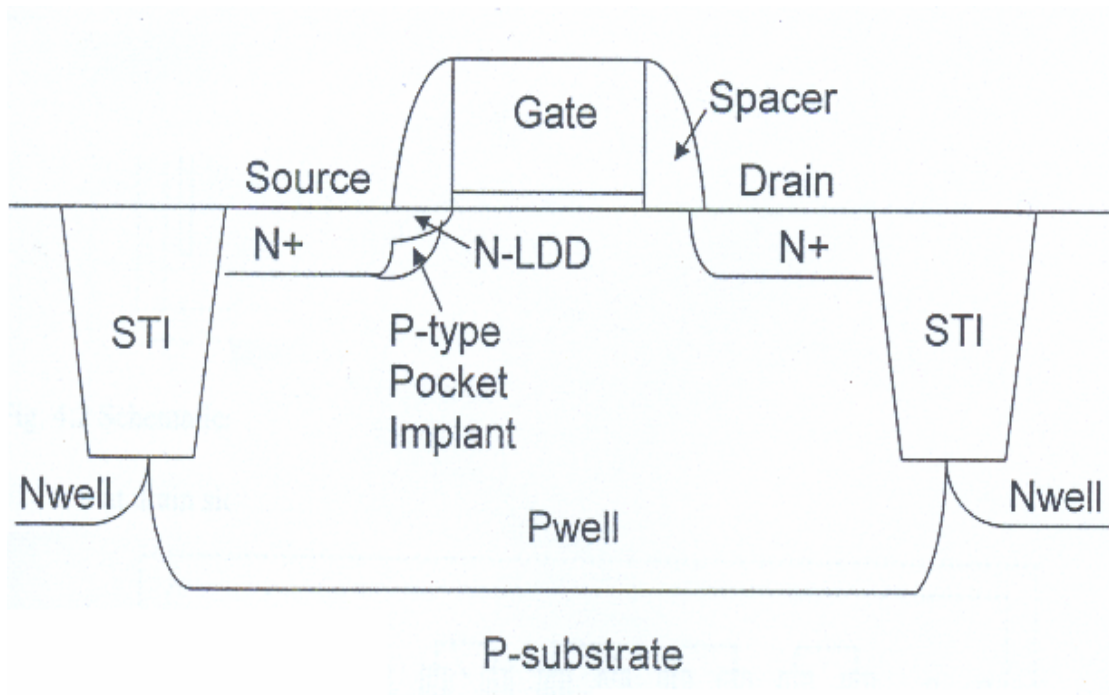 Gate
Spacer
Source
Drain
N+
N-LDD
N+
STI
P-type
Pocket
Implant
STI
Nwell
Nwell
Pwell
P-substrate